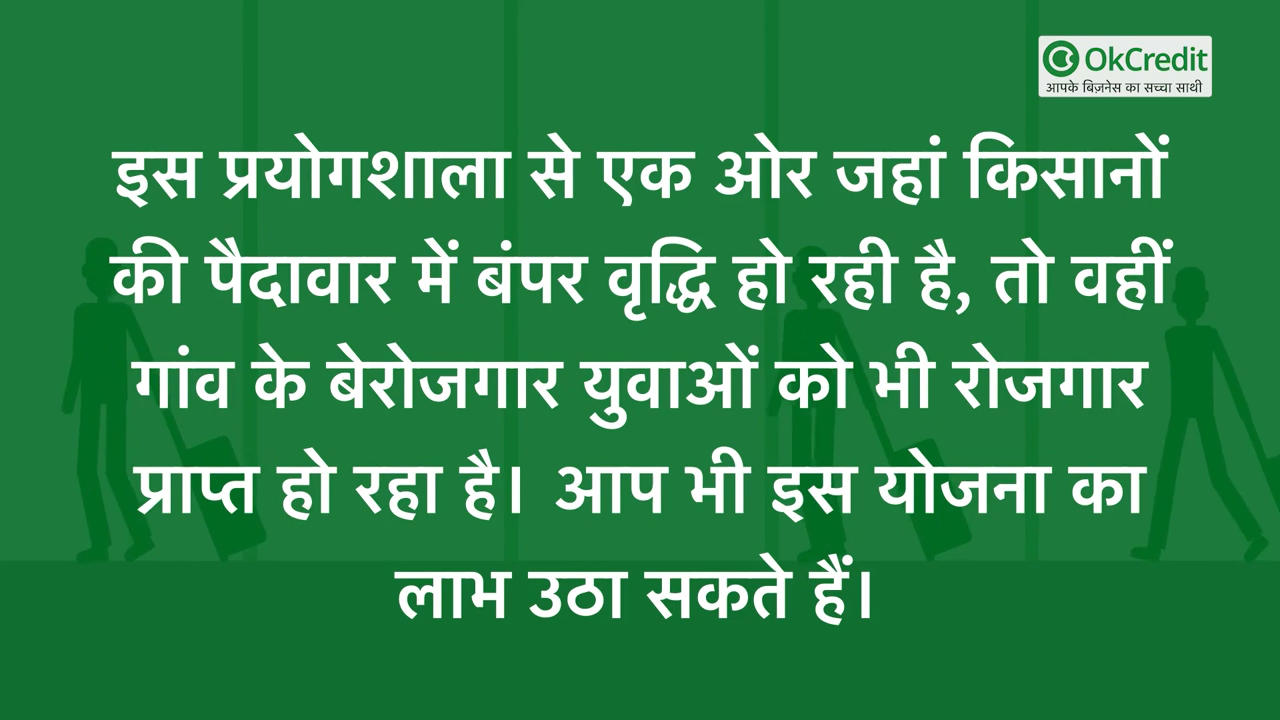 OkCredit
आपके बिज़नेस का सच्चा साथी
इस प्रयोगशाला से एक ओर जहां किसानों
की पैदावार में बंपर वृद्धि हो रही है, तो वहीं
गांव के बेरोजगार युवाओं को भी रोजगार
प्राप्त हो रहा है। आप भी इस योजना का
लाभ उठा सकते हैं।